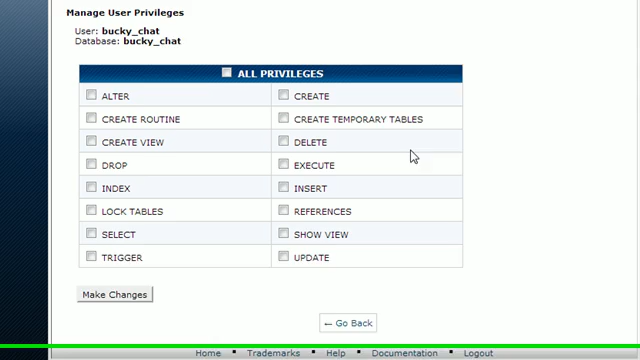 Manage User Privileges
User: bucky_chat
Database: bucky_chat
ALL PRIVILEGES
ALTER CREATE
CREATE ROUTINE CREATE TEMPORARY TABLES
CREATE VIEW DELETE
DROP EXECUTE
INDEX INSERT
LOCK TABLES REFERENCES
SELECT SHOW VIEW
TRIGGER UPDATE
Make Changes
← Go Back
Home ▪ Trademarks ▪ Help ▪ Documentation ▪ Logout